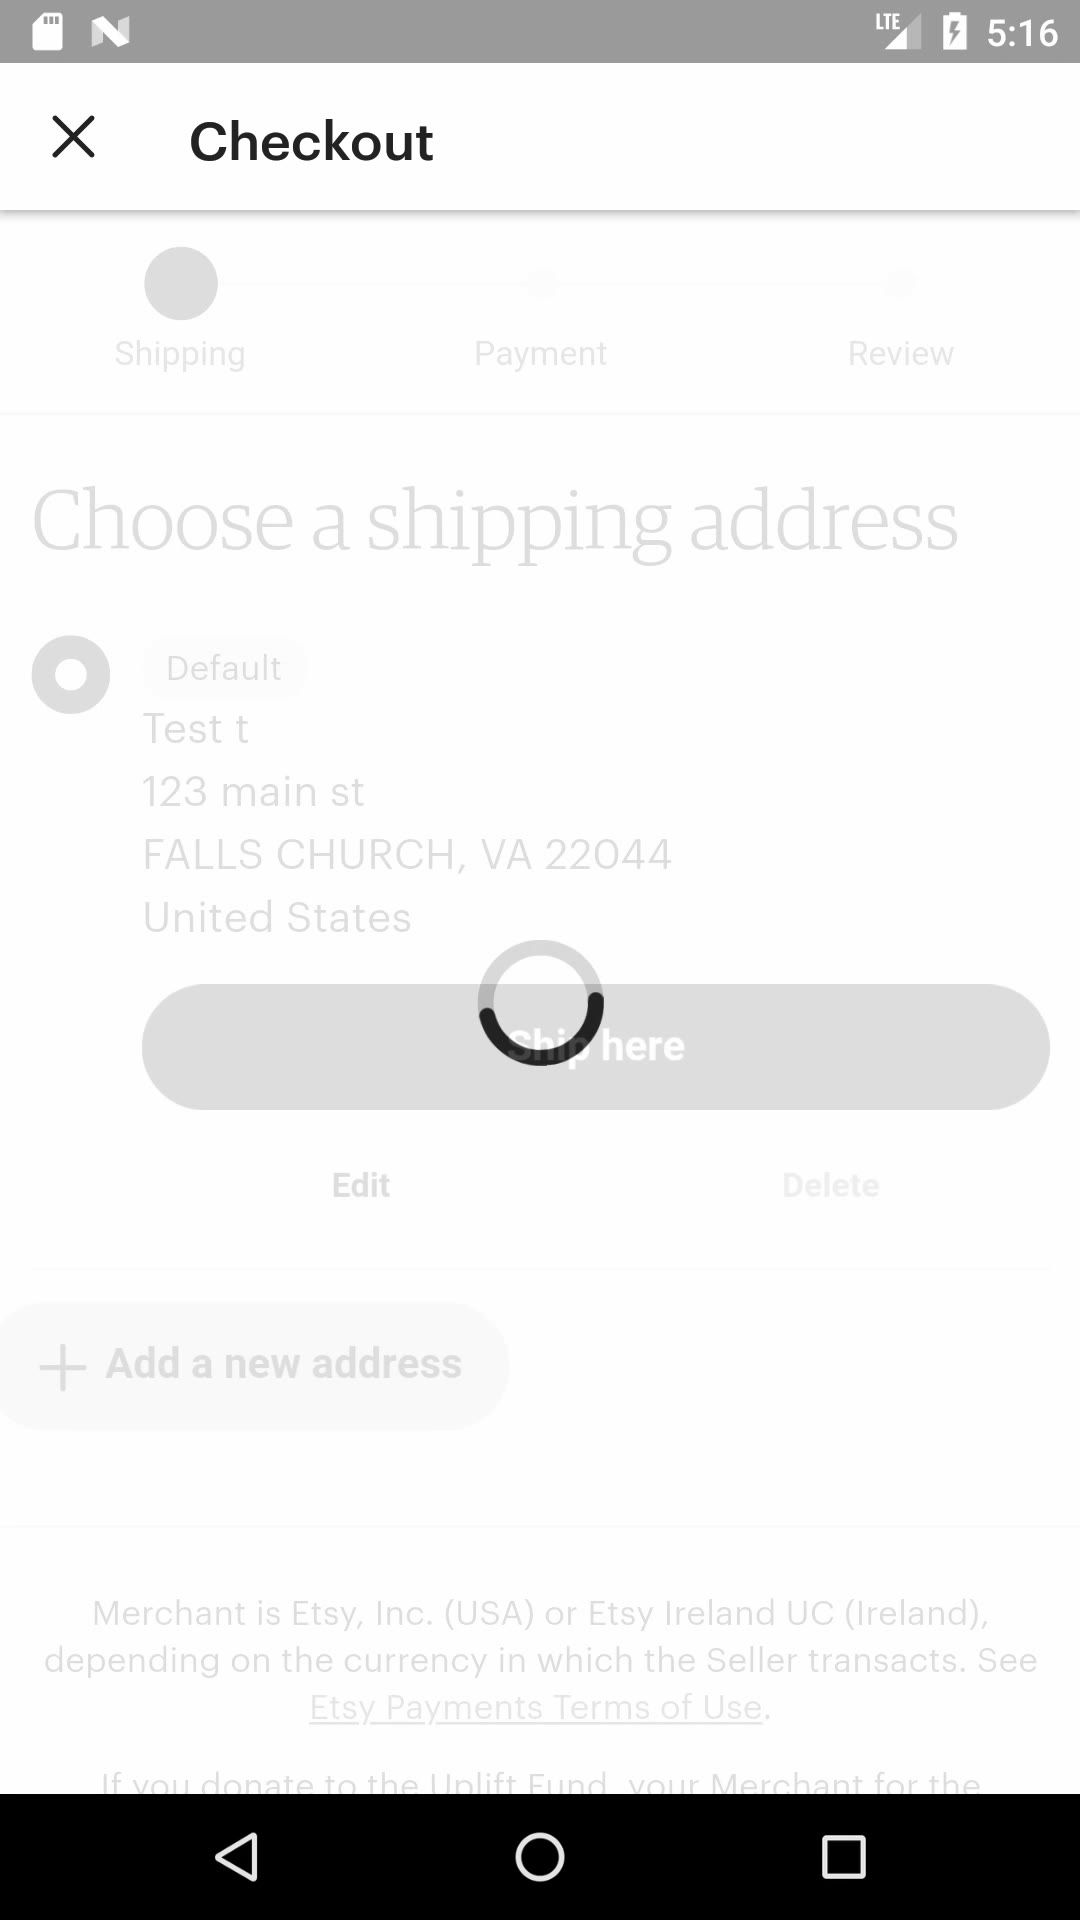 LTE 5:16
Checkout
Shipping Payment Review
Choose a shipping address
Default
Test t
123 main st
FALLS CHURCH, VA 22044
United States
Ship here
Edit Delete
Add a new address
Merchant is Etsy, Inc. (USA) or Etsy Ireland UC (Ireland),
depending on the currency in which the Seller transacts. See
Etsy Payments Terms of Use.
If you donate to the Uplift Fund, your Merchant for the